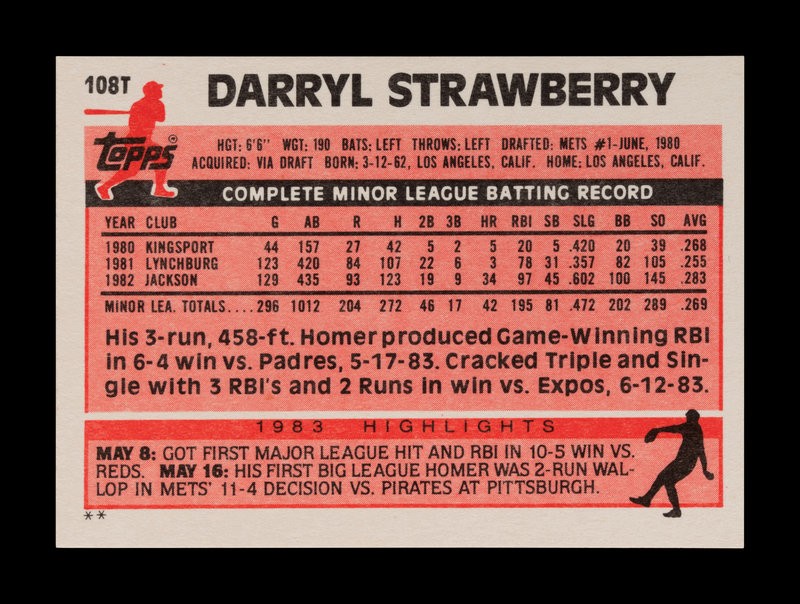 108T
DARRYL STRAWBERRY
Topps®
HGT: 6'6" WGT: 190 BATS: LEFT THROWS: LEFT DRAFTED: METS #1-JUNE, 1980
ACQUIRED: VIA DRAFT BORN: 3-12-62, LOS ANGELES, CALIF. HOME: LOS ANGELES, CALIF.
COMPLETE MINOR LEAGUE BATTING RECORD
YEAR CLUB G AB R H 2B 3B HR RBI SB SLG BB SO AVG
1980 KINGSPORT 44 157 27 42 5 2 5 20 5 .420 20 39 .268
1981 LYNCHBURG 123 420 84 107 22 6 3 78 31 .357 82 105 .255
1982 JACKSON 129 435 93 123 19 9 34 97 45 .602 100 145 .283
MINOR LEA. TOTALS....296 1012 204 272 46 17 42 195 81 .472 202 289 .269
His 3-run, 458-ft. Homer produced Game-Winning RBI
in 6-4 win vs. Padres, 5-17-83. Cracked Triple and Sin-
gle with 3 RBI's and 2 Runs in win vs. Expos, 6-12-83.
1983 HIGHLIGHTS
MAY 8: GOT FIRST MAJOR LEAGUE HIT AND RBI IN 10-5 WIN VS.
REDS. MAY 16: HIS FIRST BIG LEAGUE HOMER WAS 2-RUN WAL-
LOP IN METS' 11-4 DECISION VS. PIRATES AT PITTSBURGH.
**